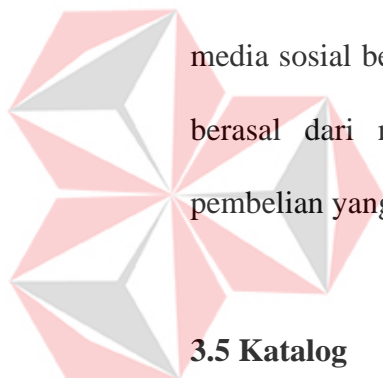 media sosial be
berasal dari
pembelian yang
3.5 Katalog